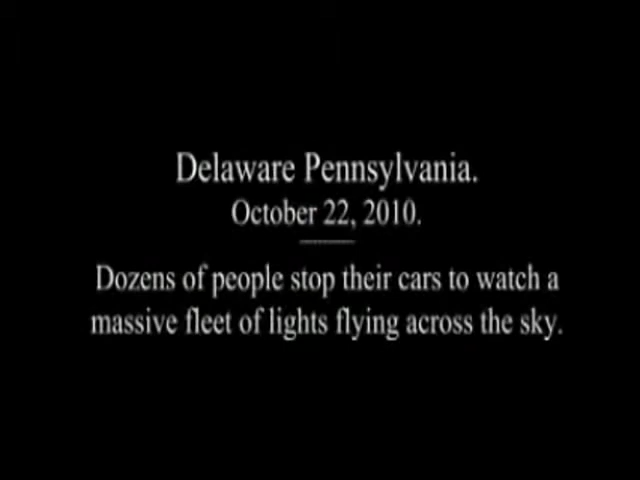 Delaware Pennsylvania.
October 22, 2010.
Dozens of people stop their cars to watch a
massive fleet of lights flying across the sky.